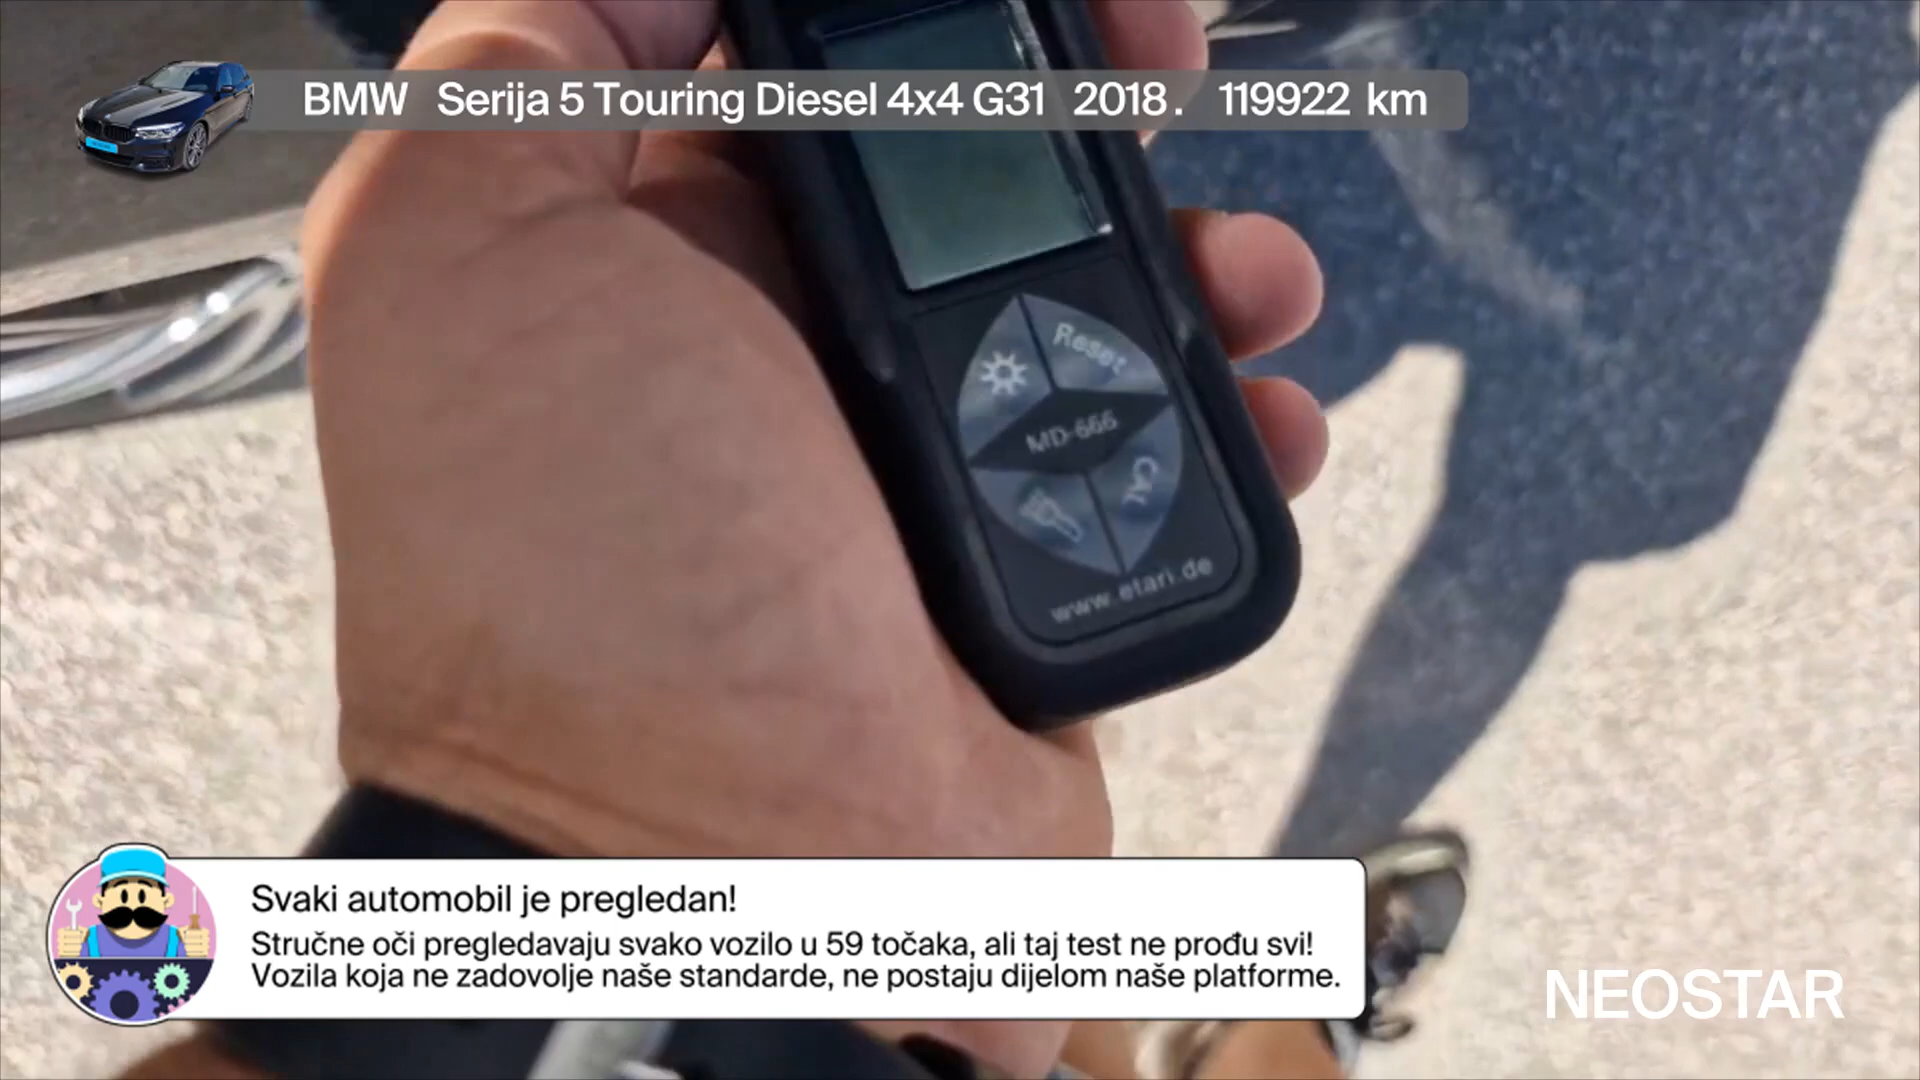 BMW Serija 5 Touring Diesel 4x4 G31 2018. 119922 km
Reset
MD-666
CAL
www.etari.de
Svaki automobil je pregledan!
Stručne oči pregledavaju svako vozilo u 59 točaka, ali taj test ne prođu svi!
Vozila koja ne zadovolje naše standarde, ne postaju dijelom naše platforme.
NEOSTAR